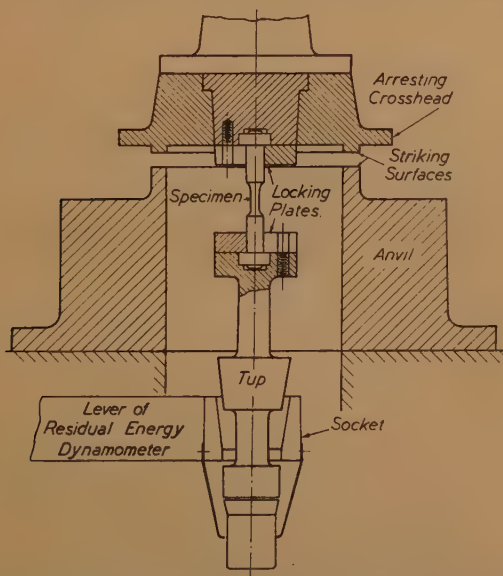 Arresting
Crosshead
Striking
Surfaces
Specimen
Locking
Plates.
Anvil
Tup
Lever of
Residual Energy
Dynamometer
Socket